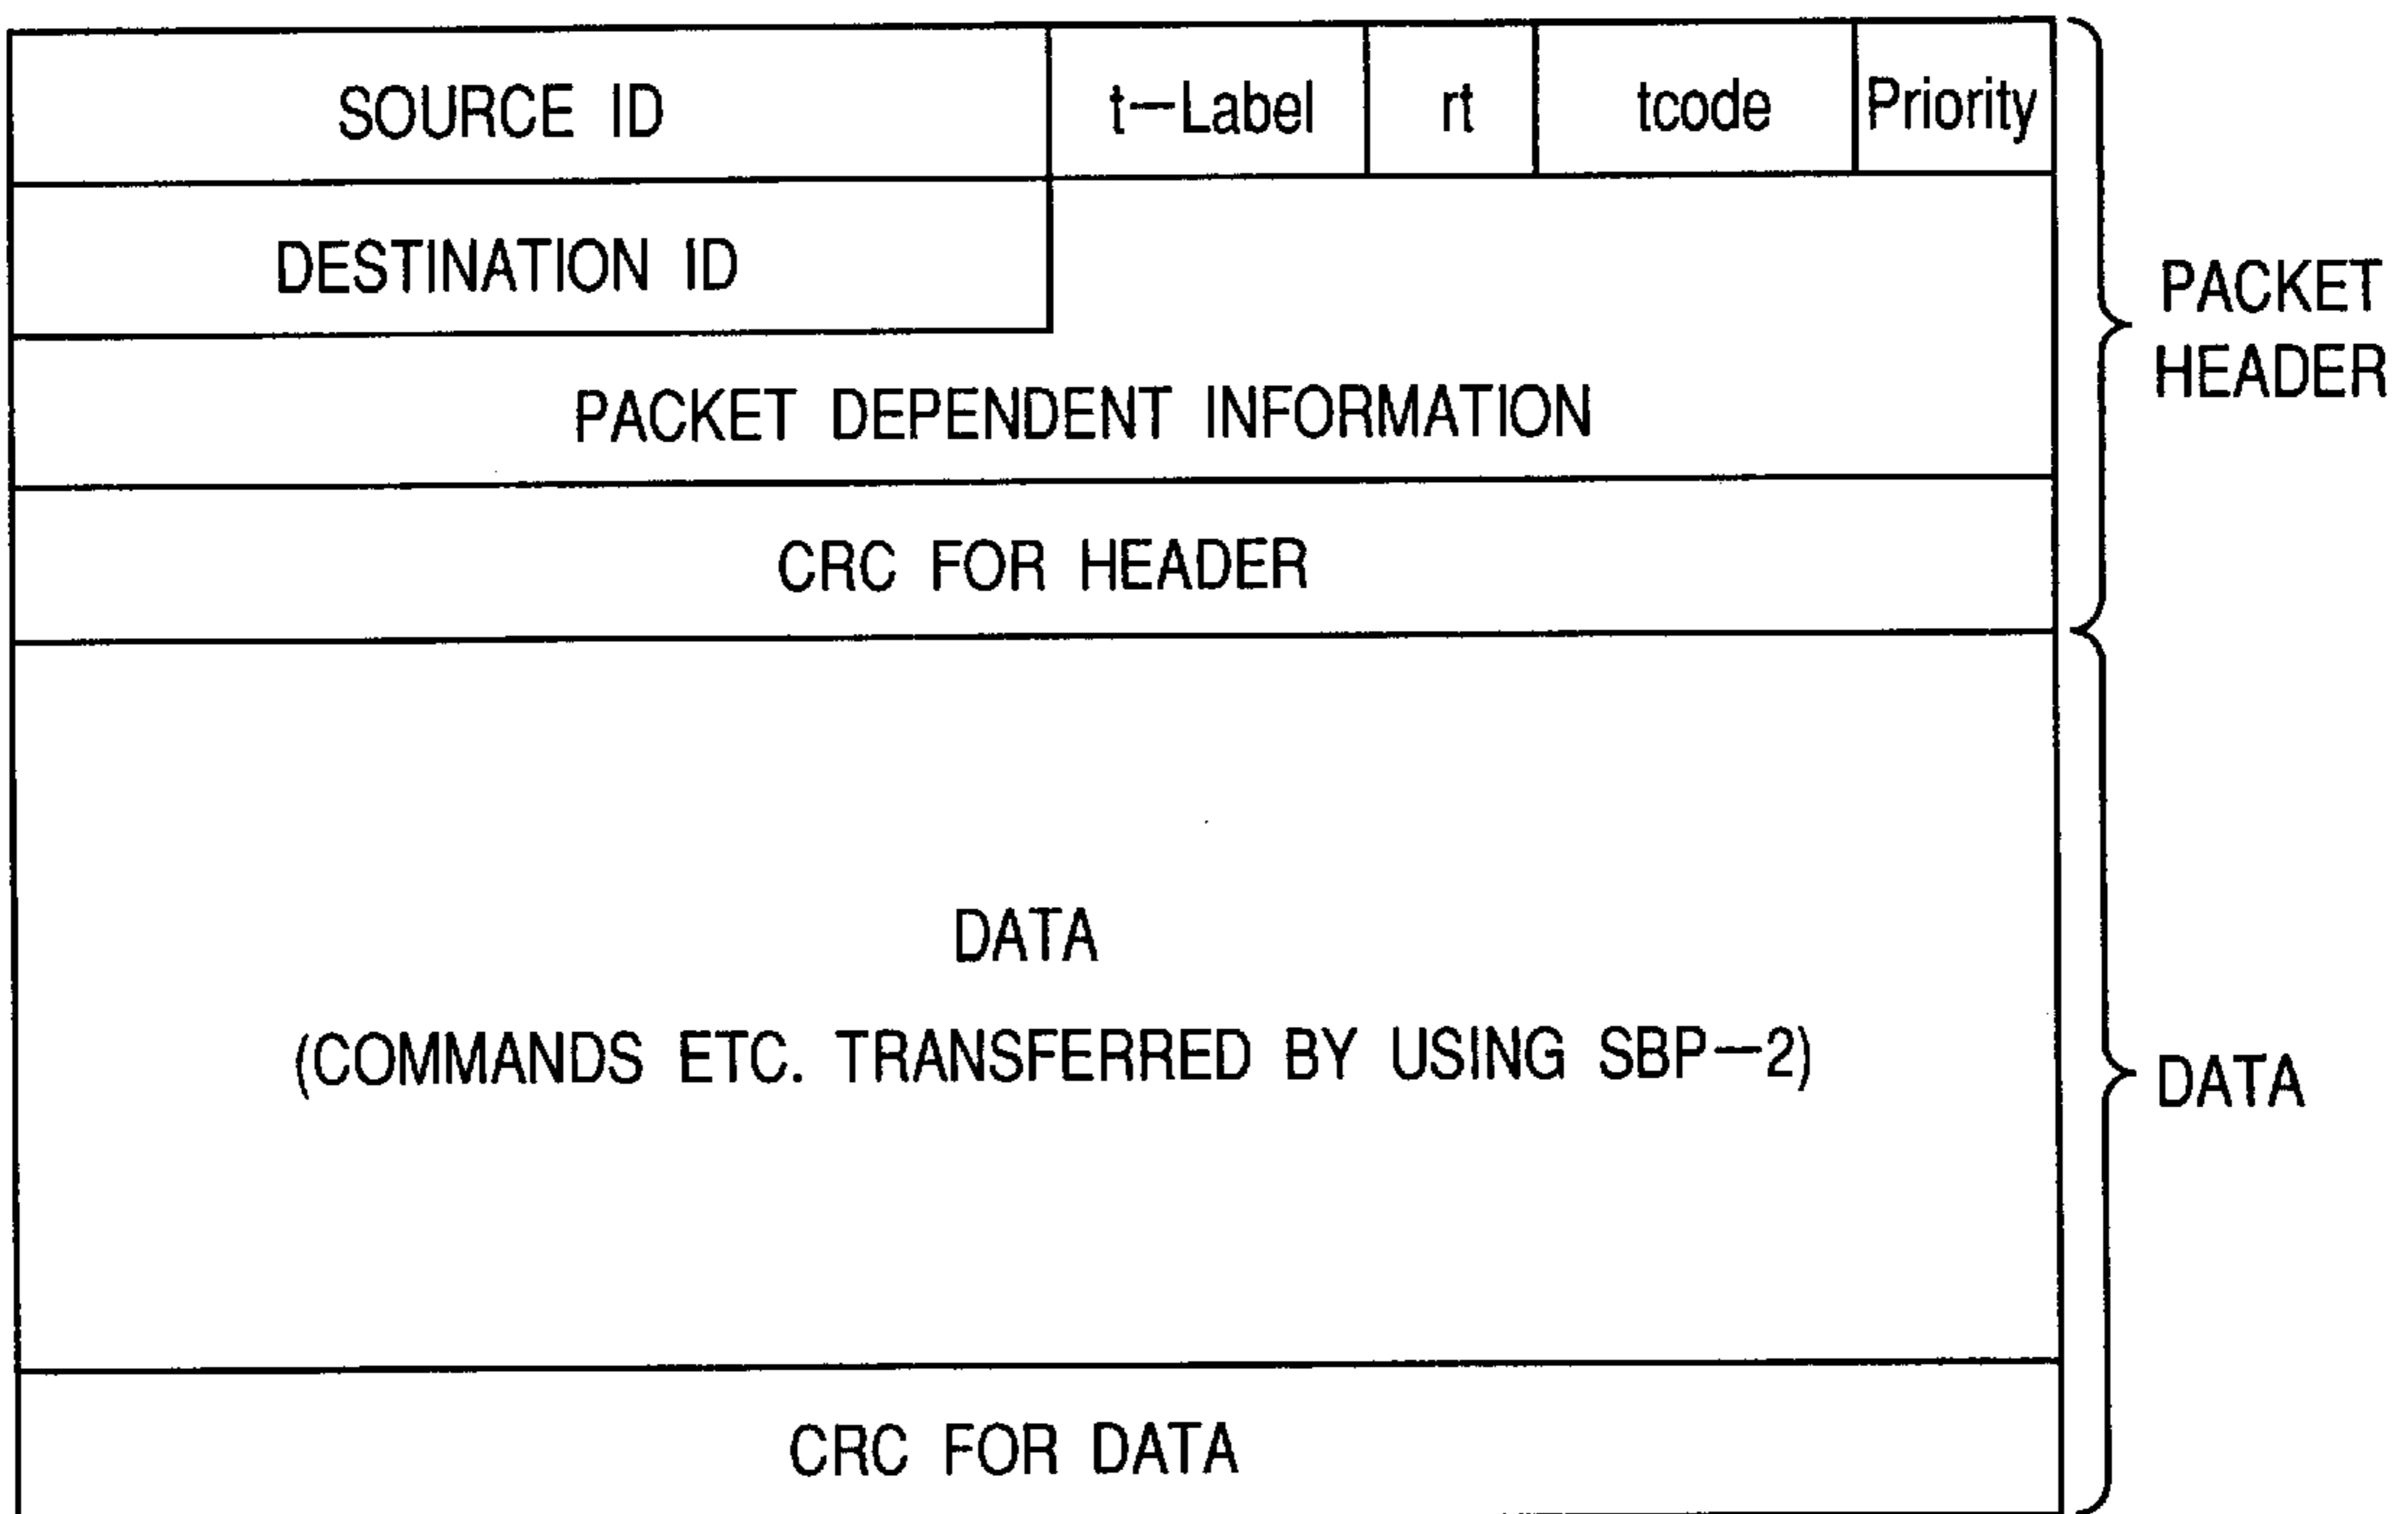 SOURCE ID
t—Label
rt
tcode
Priority
DESTINATION ID
PACKET DEPENDENT INFORMATION
CRC FOR HEADER
PACKET
HEADER
DATA
(COMMANDS ETC. TRANSFERRED BY USING SBP—2)
DATA
CRC FOR DATA